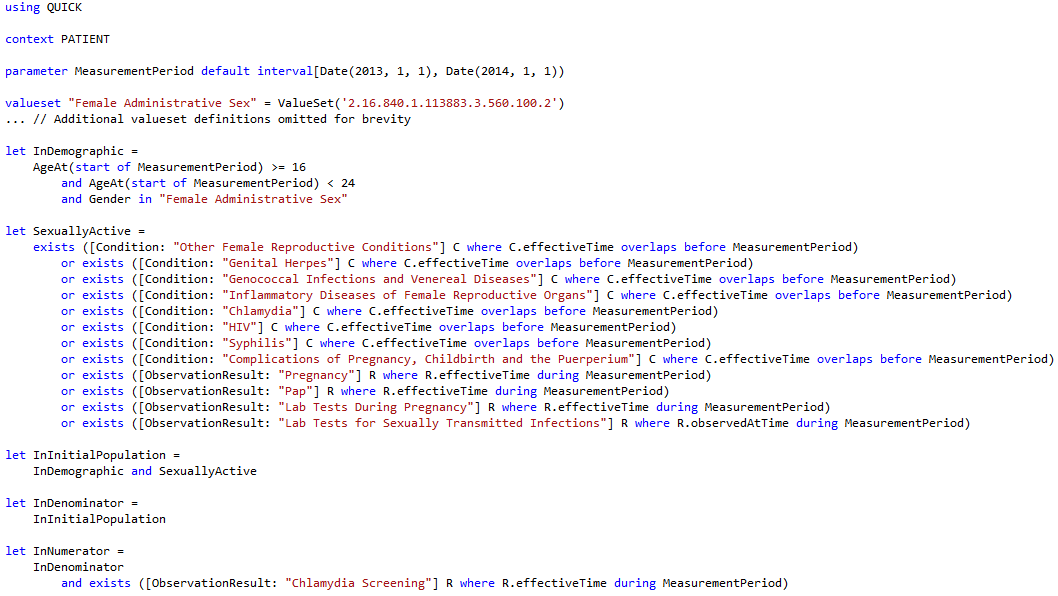 using QUICK
context PATIENT
parameter MeasurementPeriod default interval[Date(2013, 1, 1), Date(2014, 1, 1))
valueset "Female Administrative Sex" = ValueSet('2.16.840.1.113883.3.560.100.2')
... // Additional valueset definitions omitted for brevity
let InDemographic =
AgeAt(start of MeasurementPeriod) >= 16
and AgeAt(start of MeasurementPeriod) < 24
and Gender in "Female Administrative Sex"
let SexuallyActive =
exists ([Condition: "Other Female Reproductive Conditions"] C where C.effectiveTime overlaps before MeasurementPeriod)
or exists ([Condition: "Genital Herpes"] C where C.effectiveTime overlaps before MeasurementPeriod)
or exists ([Condition: "Genococcal Infections and Venereal Diseases"] C where C.effectiveTime overlaps before MeasurementPeriod)
or exists ([Condition: "Inflammatory Diseases of Female Reproductive Organs"] C where C.effectiveTime overlaps before MeasurementPeriod)
or exists ([Condition: "Chlamydia"] C where C.effectiveTime overlaps before MeasurementPeriod)
or exists ([Condition: "HIV"] C where C.effectiveTime overlaps before MeasurementPeriod)
or exists ([Condition: "Syphilis"] C where C.effectiveTime overlaps before MeasurementPeriod)
or exists ([Condition: "Complications of Pregnancy, Childbirth and the Puerperium"] C where C.effectiveTime overlaps before MeasurementPeriod)
or exists ([ObservationResult: "Pregnancy"] R where R.effectiveTime during MeasurementPeriod)
or exists ([ObservationResult: "Pap"] R where R.effectiveTime during MeasurementPeriod)
or exists ([ObservationResult: "Lab Tests During Pregnancy"] R where R.effectiveTime during MeasurementPeriod)
or exists ([ObservationResult: "Lab Tests for Sexually Transmitted Infections"] R where R.observedAtTime during MeasurementPeriod)
let InInitialPopulation =
InDemographic and SexuallyActive
let InDenominator =
InInitialPopulation
let InNumerator =
InDenominator
and exists ([ObservationResult: "Chlamydia Screening"] R where R.effectiveTime during MeasurementPeriod)